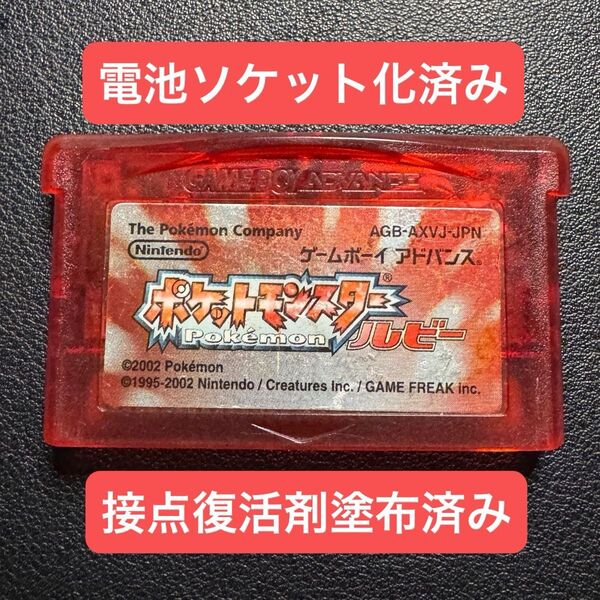 電池ソケット化済み
GAME BOY ADVANCE
The Pokémon Company AGB-AXVJ-JPN
Nintendo ゲームボーイ アドバンス®
ポケットモンスター®
Pokémon ルビー
©2002 Pokémon
©1995-2002 Nintendo / Creatures inc. / GAME FREAK inc.
接点復活剤塗布済み